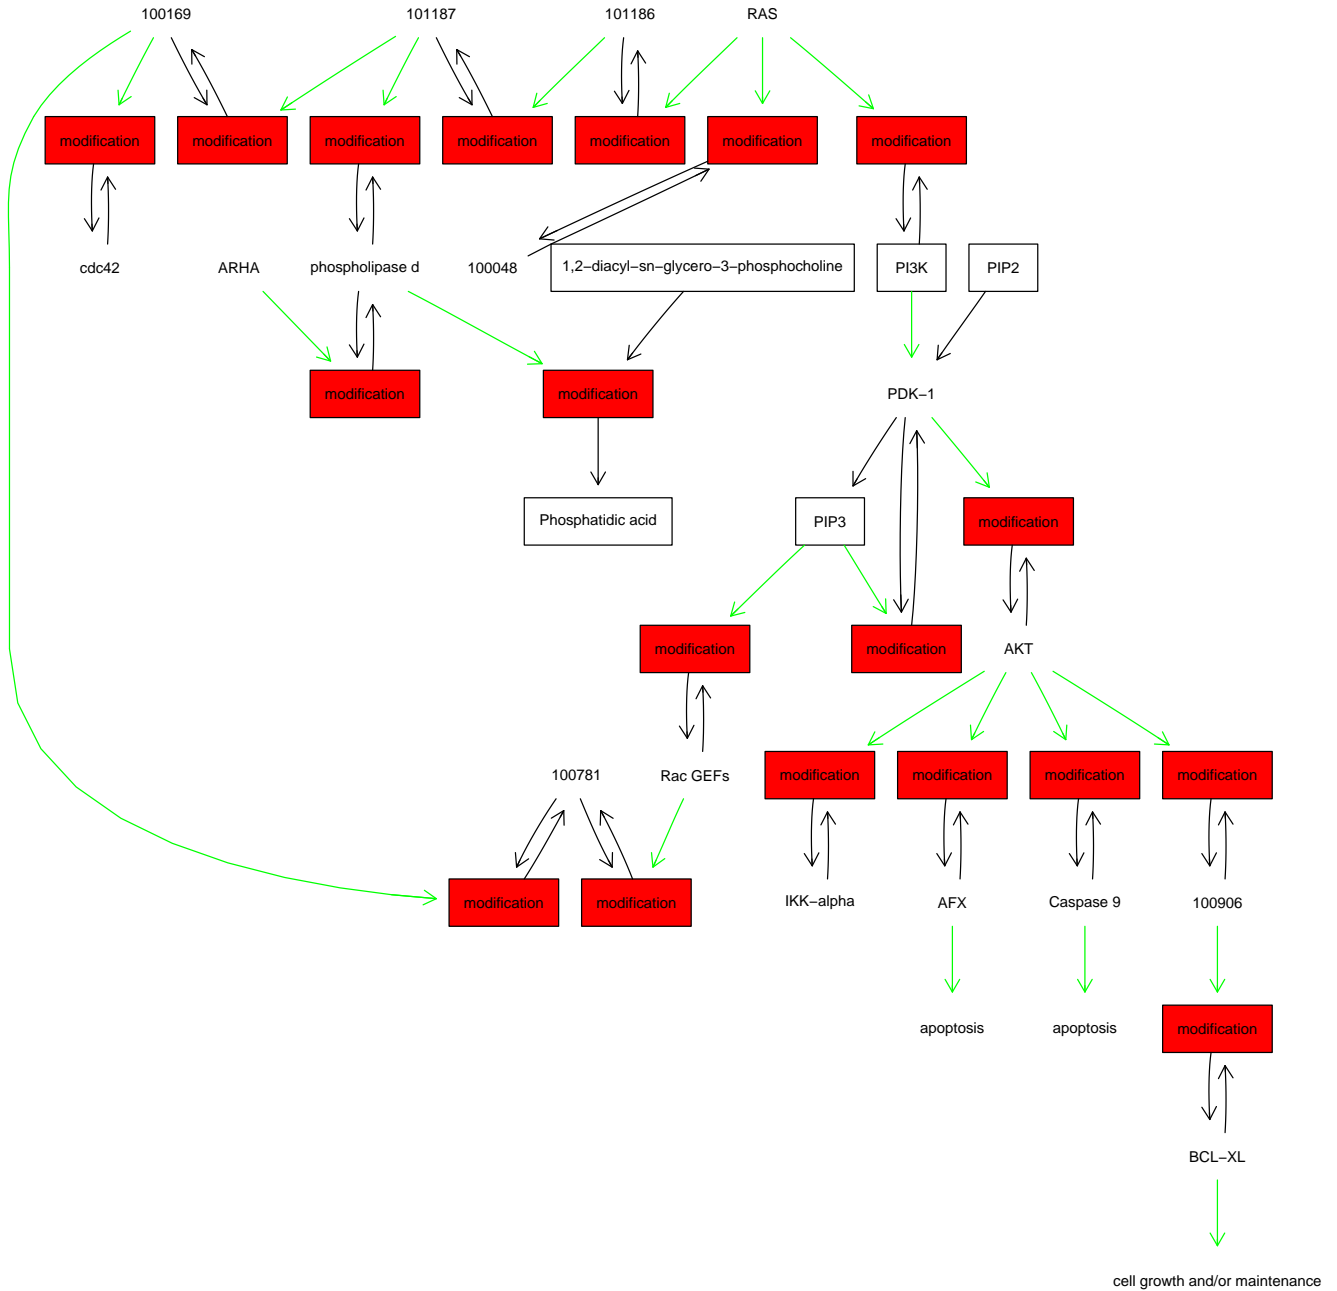 100169
101187
101186
RAS
modification
modification
modification
modification
modification
modification
modification
cdc42
ARHA
phospholipase d
100048
1,2−diacyl−sn−glycero−3−phosphocholine
PI3K
PIP2
modification
modification
PDK−1
Phosphatidic acid
PIP3
modification
modification
modification
AKT
100781
Rac GEFs
modification
modification
modification
modification
modification
modification
IKK−alpha
AFX
Caspase 9
100906
apoptosis
apoptosis
modification
BCL−XL
cell growth and/or maintenance